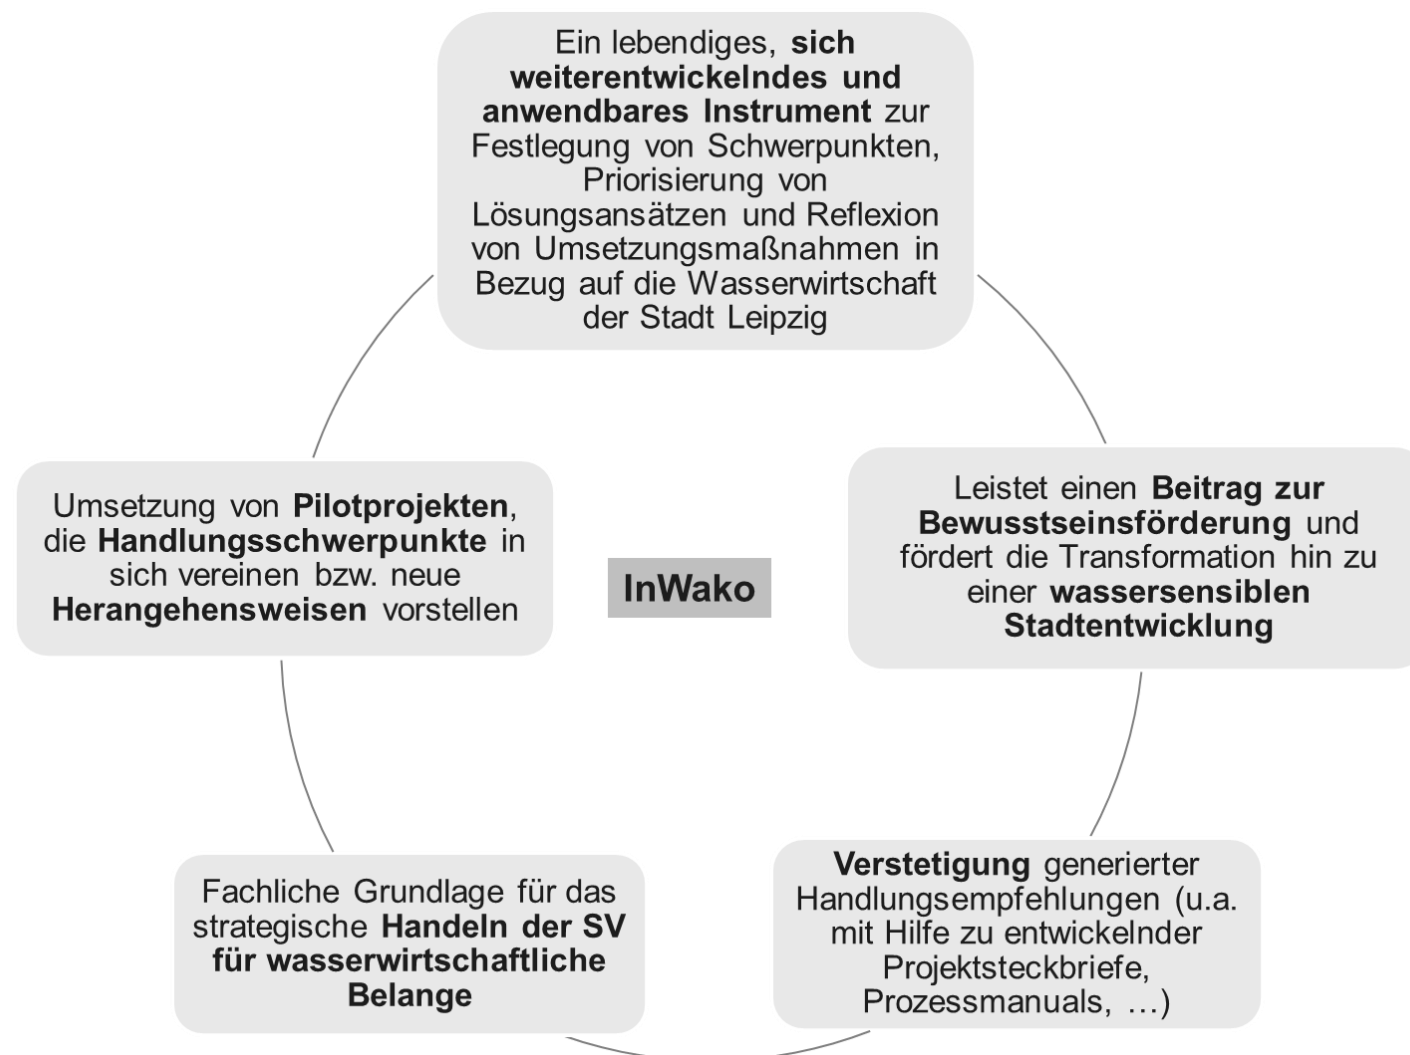 Ein lebendiges, sich
weiterentwickelndes und
anwendbares Instrument zur
Festlegung von Schwerpunkten,
Priorisierung von
Lösungsansätzen und Reflexion
von Umsetzungsmaßnahmen in
Bezug auf die Wasserwirtschaft
der Stadt Leipzig
Leistet einen Beitrag zur
Bewusstseinsförderung und
fördert die Transformation hin zu
einer wassersensiblen
Stadtentwicklung
Verstetigung generierter
Handlungsempfehlungen (u.a.
mit Hilfe zu entwickelnder
Projektsteckbriefe,
Prozessmanuals, …)
Fachliche Grundlage für das
strategische Handeln der SV
für wasserwirtschaftliche
Belange
Umsetzung von Pilotprojekten,
die Handlungsschwerpunkte in
sich vereinen bzw. neue
Herangehensweisen vorstellen
InWako